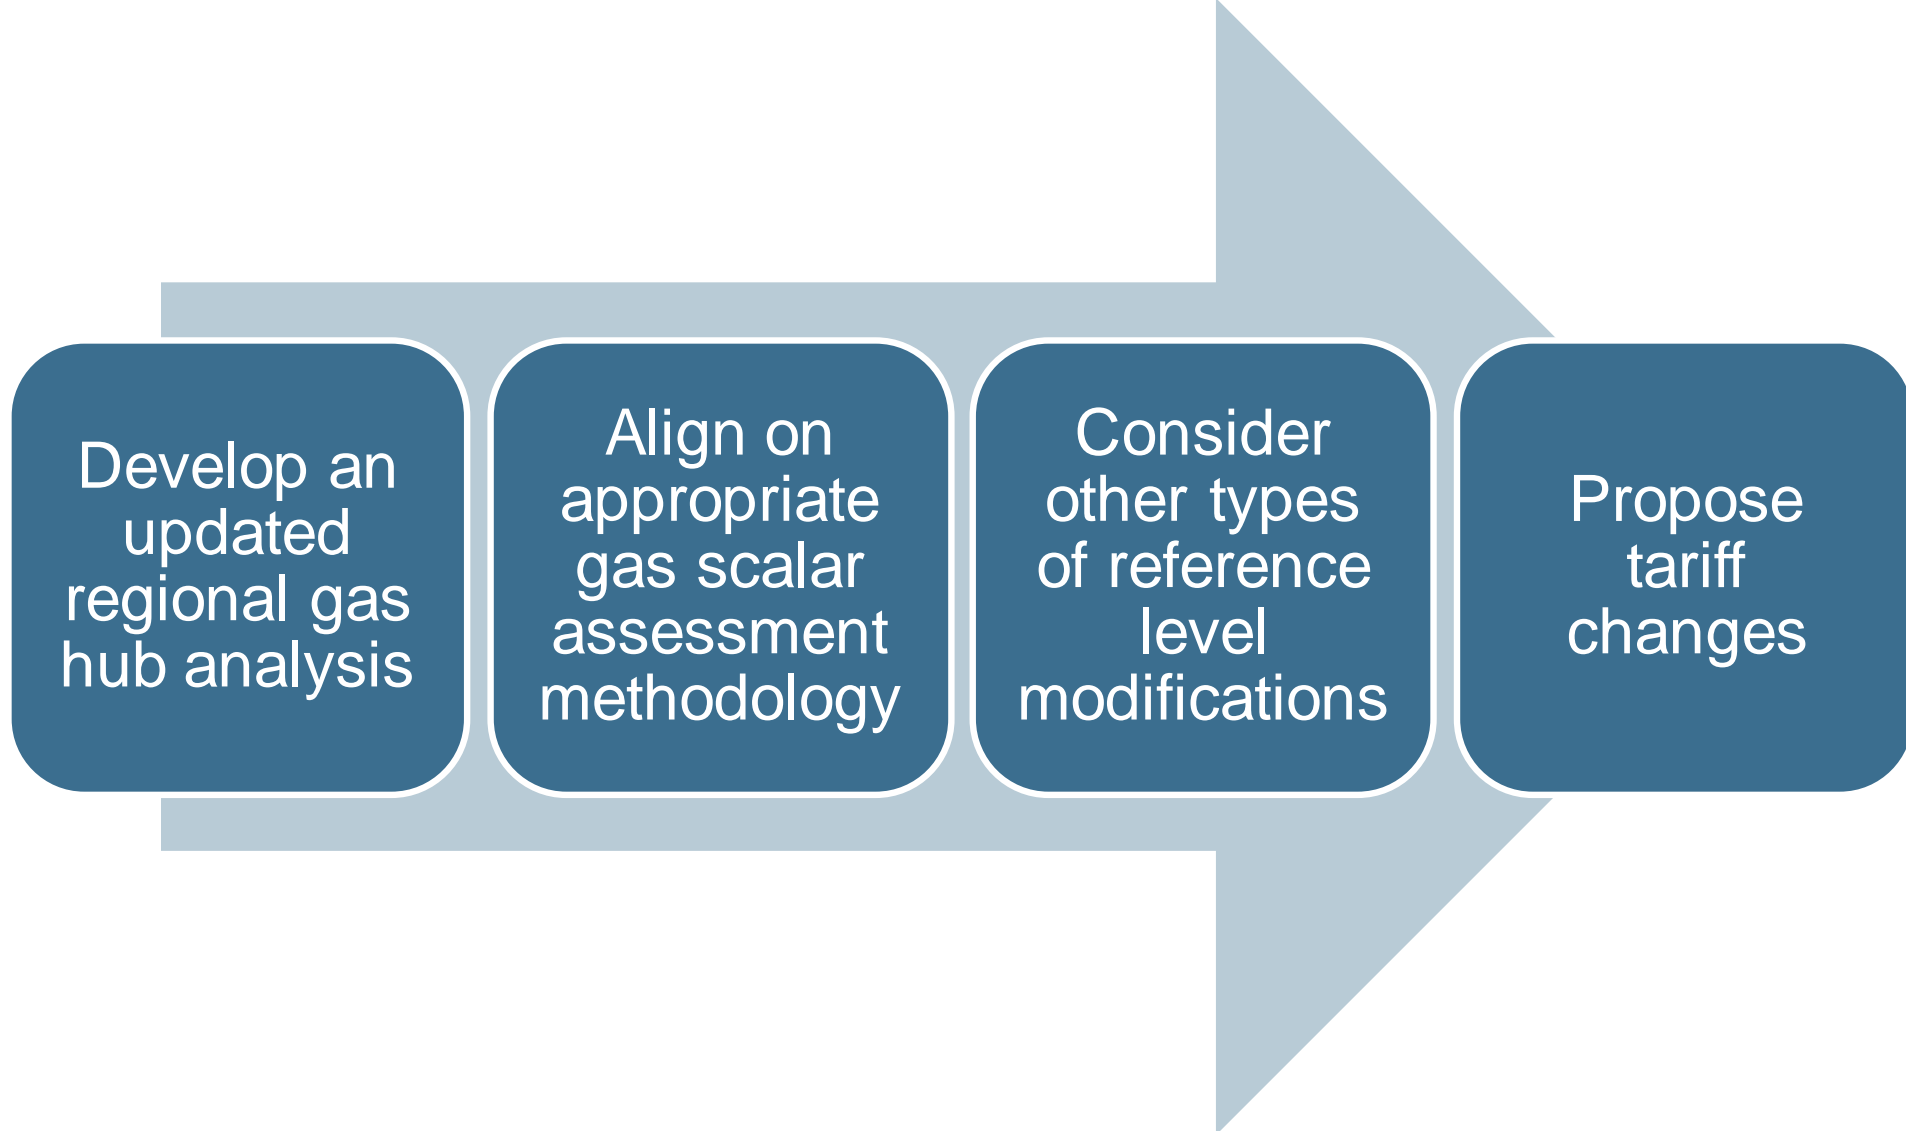 Develop an
updated
regional gas
hub analysis
Align on
appropriate
gas scalar
assessment
methodology
Consider
other types
of reference
level
modifications
Propose
tariff
changes